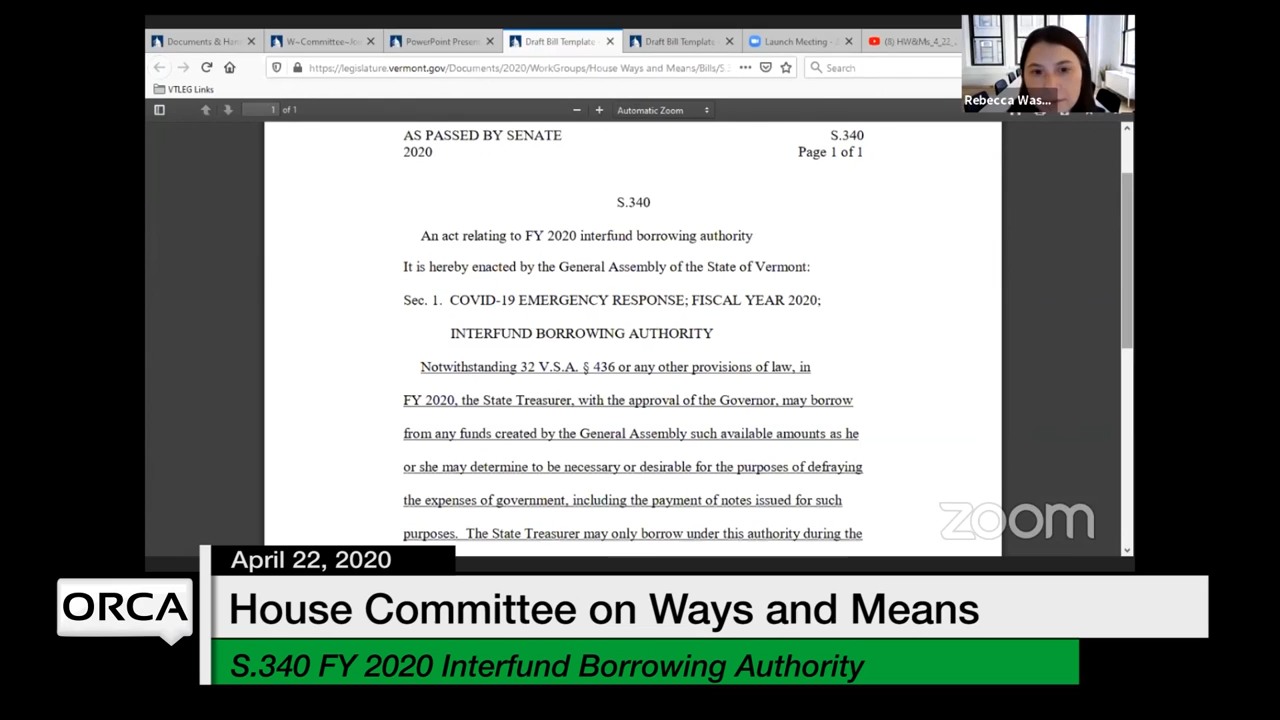 Documents & Han
W~Committee~Jo
PowerPoint Present
Draft Bill Template -
Draft Bill Template -
Launch Meeting - Z
(8) HW&Ms_4_22_
https://legislature.vermont.gov/Documents/2020/WorkGroups/House Ways and Means/Bills/S.3
Search
VTLEG Links
1 of 1
Automatic Zoom
Rebecca Was...
AS PASSED BY SENATE S.340
2020 Page 1 of 1
S.340
An act relating to FY 2020 interfund borrowing authority
It is hereby enacted by the General Assembly of the State of Vermont:
Sec. 1. COVID-19 EMERGENCY RESPONSE; FISCAL YEAR 2020;
INTERFUND BORROWING AUTHORITY
Notwithstanding 32 V.S.A. § 436 or any other provisions of law, in
FY 2020, the State Treasurer, with the approval of the Governor, may borrow
from any funds created by the General Assembly such available amounts as he
or she may determine to be necessary or desirable for the purposes of defraying
the expenses of government, including the payment of notes issued for such
purposes. The State Treasurer may only borrow under this authority during the
zoom
April 22, 2020
ORCA
House Committee on Ways and Means
S.340 FY 2020 Interfund Borrowing Authority